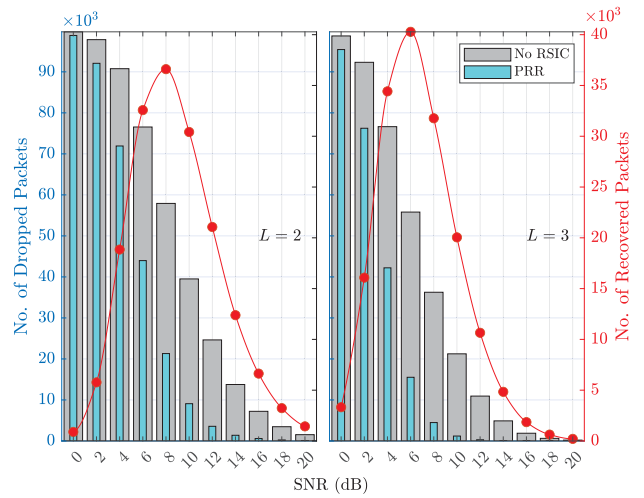 ×10³
×10³
No. of Dropped Packets
90
80
70
60
50
40
30
20
10
0
L = 2
0 2 4 6 8 10 12 14 16 18 20
No RSIC
PRR
L = 3
0 2 4 6 8 10 12 14 16 18 20
40
35
30
25
20
15
10
5
0
No. of Recovered Packets
SNR (dB)